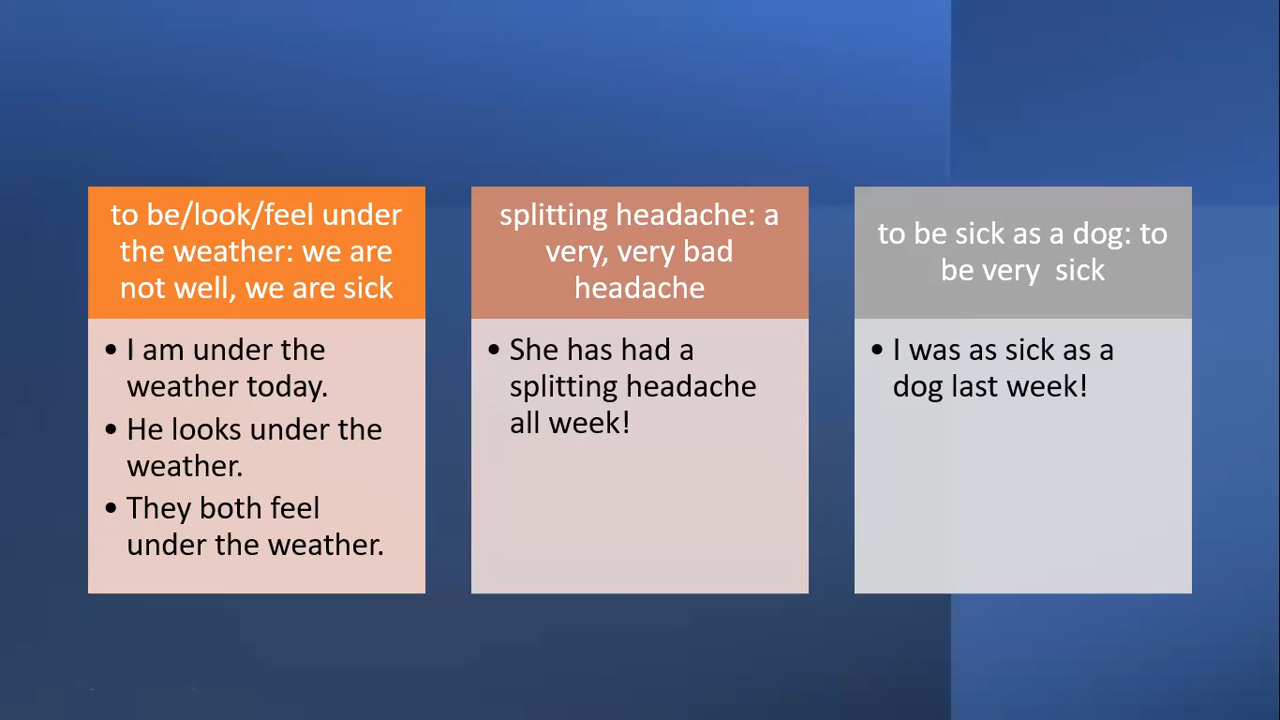 to be/look/feel under
the weather: we are
not well, we are sick
• I am under the
weather today.
• He looks under the
weather.
• They both feel
under the weather.
splitting headache: a
very, very bad
headache
• She has had a
splitting headache
all week!
to be sick as a dog: to
be very  sick
• I was as sick as a
dog last week!